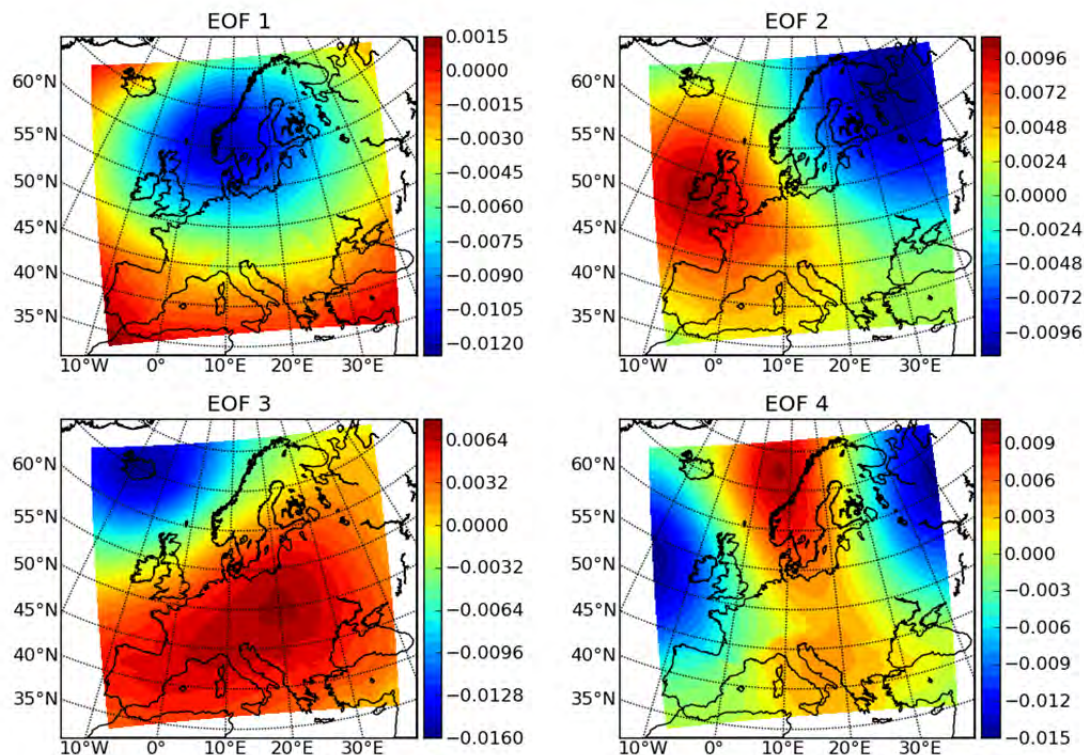 EOF 1
60°N
55°N
50°N
45°N
40°N
35°N
10°W 0° 10°E 20°E 30°E
0.0015
0.0000
−0.0015
−0.0030
−0.0045
−0.0060
−0.0075
−0.0090
−0.0105
−0.0120
EOF 2
60°N
55°N
50°N
45°N
40°N
35°N
10°W 0° 10°E 20°E 30°E
0.0096
0.0072
0.0048
0.0024
0.0000
−0.0024
−0.0048
−0.0072
−0.0096
EOF 3
60°N
55°N
50°N
45°N
40°N
35°N
10°W 0° 10°E 20°E 30°E
0.0064
0.0032
0.0000
−0.0032
−0.0064
−0.0096
−0.0128
−0.0160
EOF 4
60°N
55°N
50°N
45°N
40°N
35°N
10°W 0° 10°E 20°E 30°E
0.009
0.006
0.003
0.000
−0.003
−0.006
−0.009
−0.012
−0.015